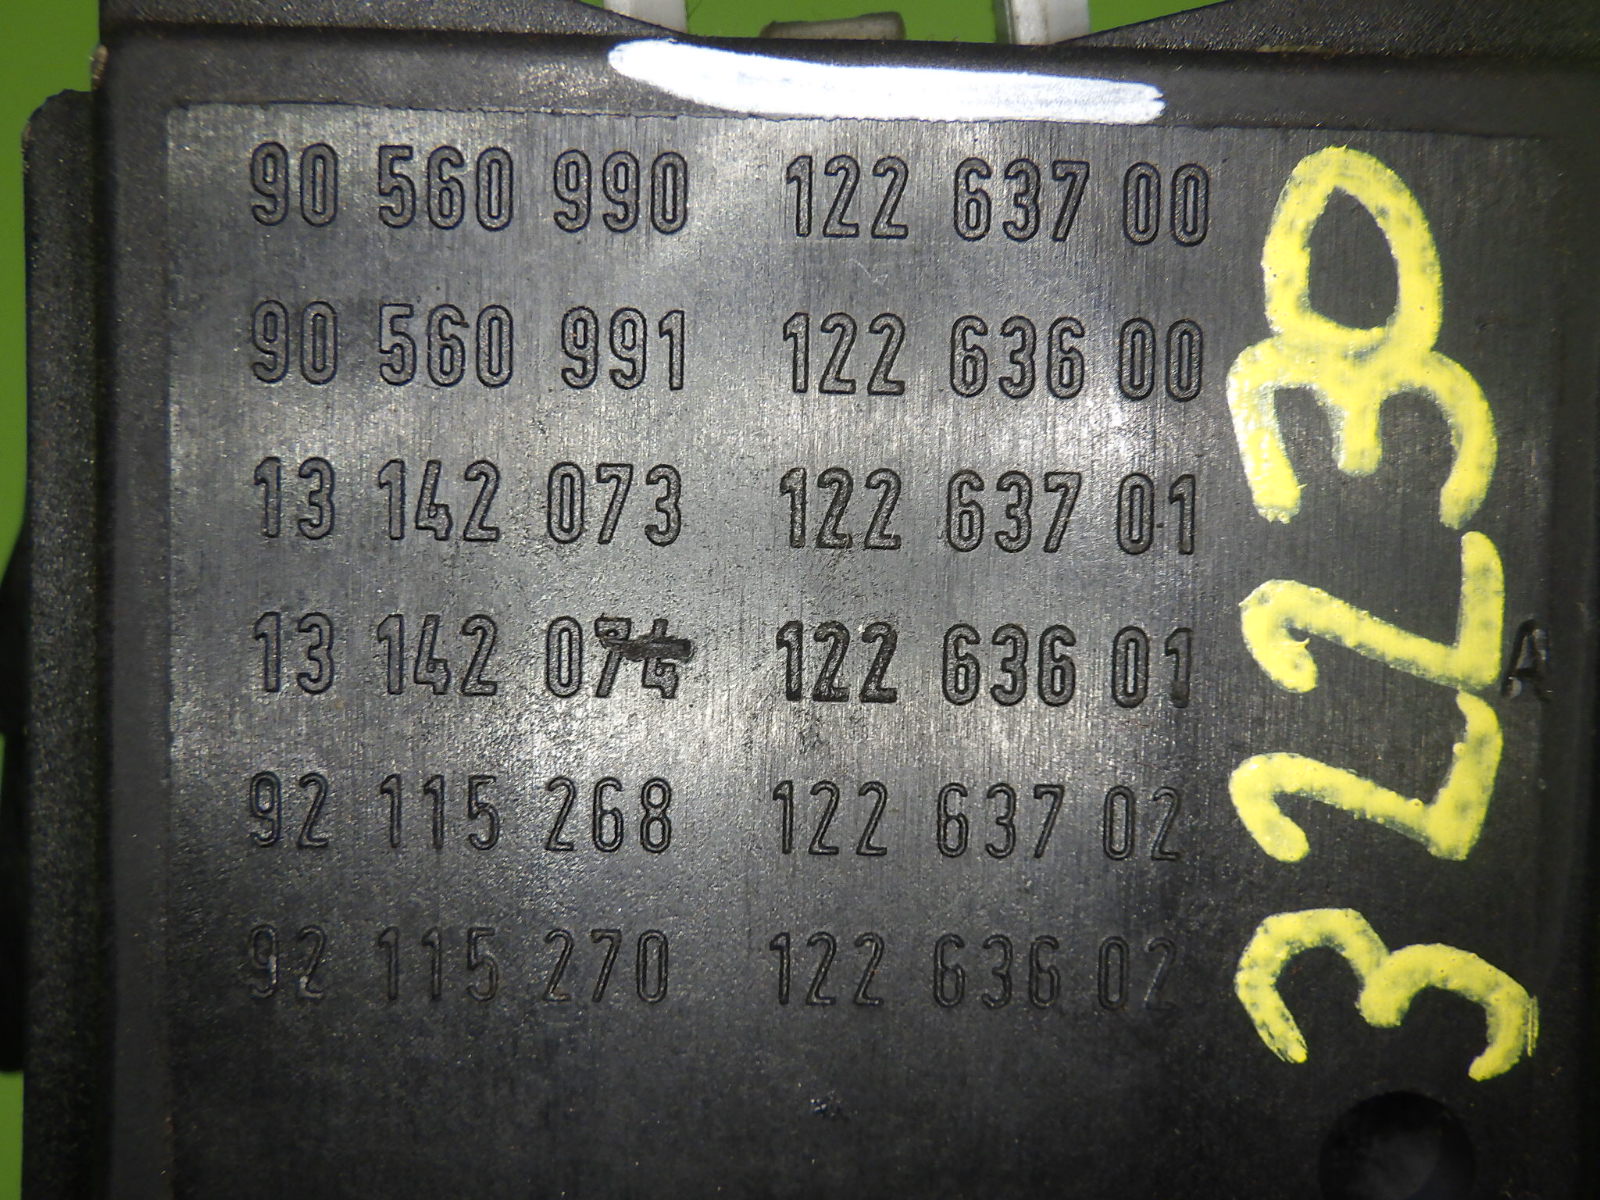 90 560 990 122 637 00
90 560 991 122 636 00
13 142 073 122 637 01
13 142 074 122 636 01 A
92 115 268 122 637 02
92 115 270 122 636 02
32230